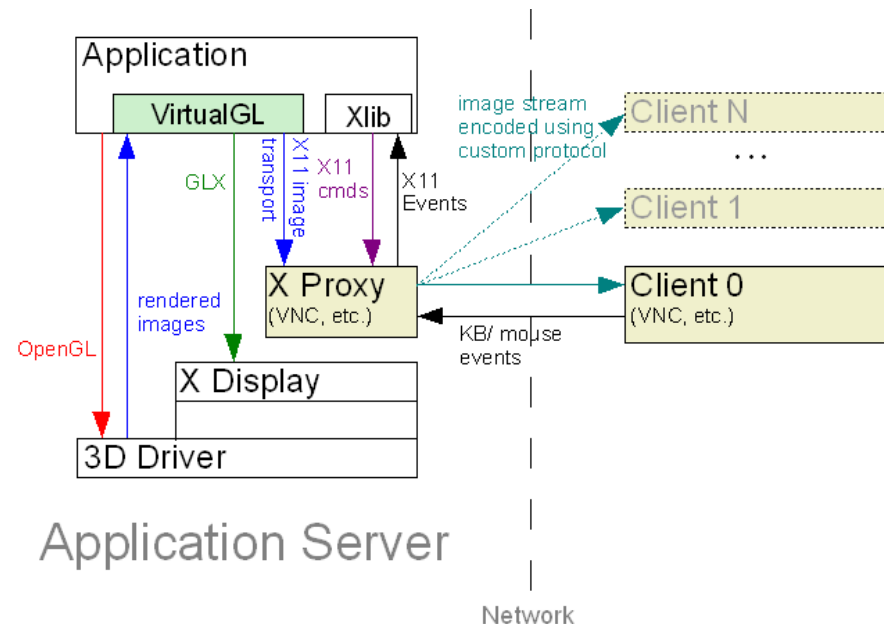 Application
VirtualGL
Xlib
image stream
encoded using
custom protocol
Client N
...
Client 1
GLX
X11 image
transport
X11
cmds
X11
Events
X Proxy
(VNC, etc.)
Client 0
(VNC, etc.)
rendered
images
KB/ mouse
events
OpenGL
X Display
3D Driver
Application Server
Network